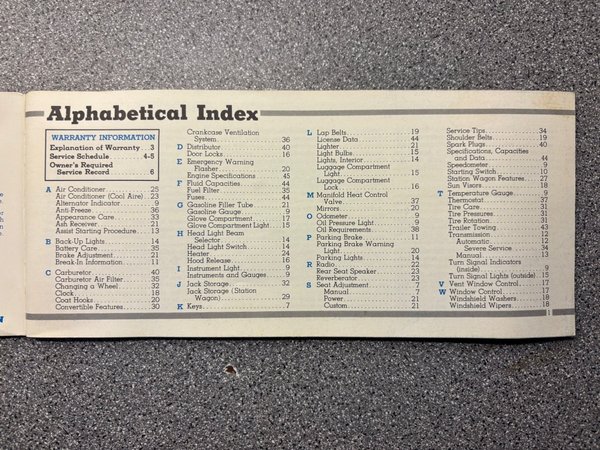 Alphabetical Index
WARRANTY INFORMATION
Explanation of Warranty . . 3
Service Schedule . . . . . . . 4-5
Owner's Required
Service Record . . . . . . . . 6
A Air Conditioner . . . . . . . . . . 25
Air Conditioner (Cool Aire) . 23
Alternator Indicator . . . . . . . 9
Anti-Freeze . . . . . . . . . . . . 36
Appearance Care . . . . . . . . 33
Ash Receiver . . . . . . . . . . . 21
Assist Starting Procedure . . . . 13
B Back-Up Lights . . . . . . . . . . 14
Battery Care . . . . . . . . . . . 35
Brake Adjustment . . . . . . . . 21
Break-In Information . . . . . . . 11
C Carburetor . . . . . . . . . . . . 40
Carburetor Air Filter . . . . . . . 35
Changing a Wheel . . . . . . . . 32
Clock . . . . . . . . . . . . . . . 18
Coat Hooks . . . . . . . . . . . . 20
Convertible Features . . . . . . . 30
Crankcase Ventilation
System . . . . . . . . . . . . . 36
D Distributor . . . . . . . . . . . . 40
Door Locks . . . . . . . . . . . . 16
E Emergency Warning
Flasher . . . . . . . . . . . . . 20
Engine Specifications . . . . . . 45
F Fluid Capacities . . . . . . . . . 44
Fuel Filter . . . . . . . . . . . . 35
Fuses . . . . . . . . . . . . . . . 44
G Gasoline Filler Tube . . . . . . . 21
Gasoline Gauge . . . . . . . . . . 9
Glove Compartment . . . . . . . 17
Glove Compartment Light . . . . 15
H Head Light Beam
Selector . . . . . . . . . . . . . 14
Head Light Switch . . . . . . . . 14
Heater . . . . . . . . . . . . . . 24
Hood Release . . . . . . . . . . . 16
I Instrument Light . . . . . . . . . 9
Instruments and Gauges . . . . . 9
J Jack Storage . . . . . . . . . . . 32
Jack Storage (Station
Wagon) . . . . . . . . . . . . . 29
K Keys . . . . . . . . . . . . . . . 7
L Lap Belts . . . . . . . . . . . . . 19
License Data . . . . . . . . . . . 44
Lighter . . . . . . . . . . . . . . 21
Light Bulbs . . . . . . . . . . . . 15
Lights, Interior . . . . . . . . . . 14
Luggage Compartment
Light . . . . . . . . . . . . . . 15
Luggage Compartment
Lock . . . . . . . . . . . . . . 16
M Manifold Heat Control
Valve . . . . . . . . . . . . . . 37
Mirrors . . . . . . . . . . . . . . 20
O Odometer . . . . . . . . . . . . . 9
Oil Pressure Light . . . . . . . . . 9
Oil Requirements . . . . . . . . . 38
P Parking Brake . . . . . . . . . . . 11
Parking Brake Warning
Light . . . . . . . . . . . . . . 20
Parking Lights . . . . . . . . . . 14
R Radio . . . . . . . . . . . . . . . 22
Rear Seat Speaker . . . . . . . . 23
Reverberator . . . . . . . . . . . 23
S Seat Adjustment . . . . . . . . . 7
Manual . . . . . . . . . . . . . 7
Power . . . . . . . . . . . . . . 21
Custom . . . . . . . . . . . . . 21
Service Tips . . . . . . . . . . . . 34
Shoulder Belts . . . . . . . . . . 19
Spark Plugs . . . . . . . . . . . . 40
Specifications, Capacities
and Data . . . . . . . . . . . . 44
Speedometer . . . . . . . . . . . 9
Starting Switch . . . . . . . . . . 10
Station Wagon Features . . . . . 27
Sun Visors . . . . . . . . . . . . 18
T Temperature Gauge . . . . . . . . 9
Thermostat . . . . . . . . . . . . 37
Tire Care . . . . . . . . . . . . . 31
Tire Pressures . . . . . . . . . . 31
Tire Rotation . . . . . . . . . . . 31
Trailer Towing . . . . . . . . . . 43
Transmission . . . . . . . . . . . 12
Automatic . . . . . . . . . . . . 12
Severe Service . . . . . . . . . 34
Manual . . . . . . . . . . . . . 13
Turn Signal Indicators
(inside) . . . . . . . . . . . . . 9
Turn Signal Lights (outside) . . 15
V Vent Window Control . . . . . . . 17
W Window Control . . . . . . . . . . 17
Windshield Washers . . . . . . . 18
Windshield Wipers . . . . . . . . 18
1